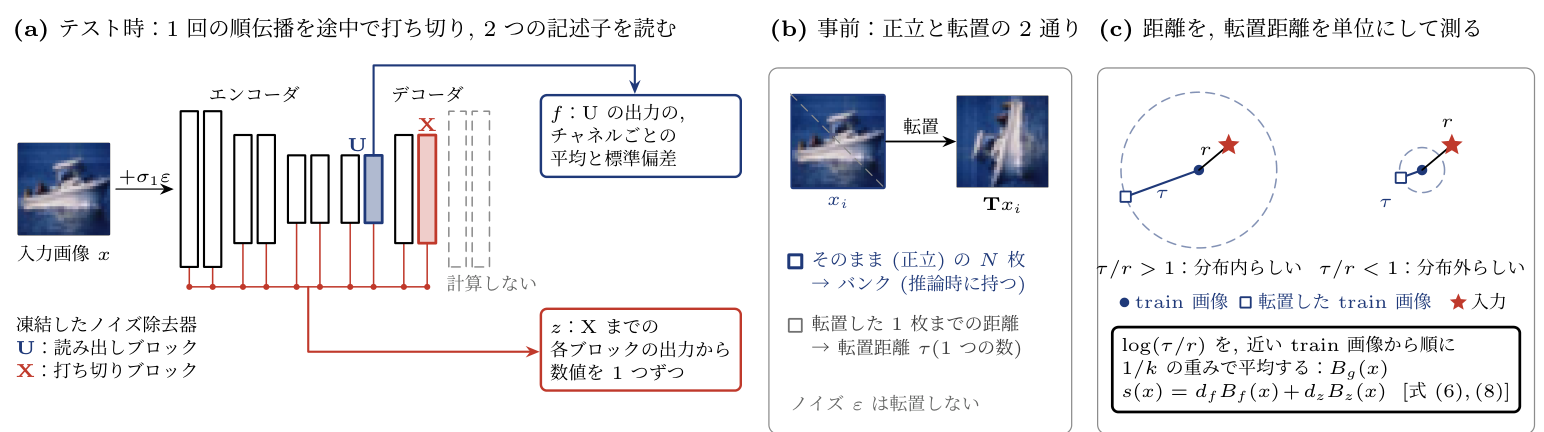 (a) テスト時：1 回の順伝播を途中で打ち切り, 2 つの記述子を読む
エンコーダ
デコーダ
X
U
+σ₁ε
入力画像 x
計算しない
f：U の出力の,
チャネルごとの
平均と標準偏差
z：X までの
各ブロックの出力から
数値を 1 つずつ
凍結したノイズ除去器
U：読み出しブロック
X：打ち切りブロック
(b) 事前：正立と転置の 2 通り
転置
xᵢ
Txᵢ
そのまま (正立) の N 枚
→ バンク (推論時に持つ)
転置した 1 枚までの距離
→ 転置距離 τ(1 つの数)
ノイズ ε は転置しない
(c) 距離を, 転置距離を単位にして測る
r
τ
r
τ
τ/r > 1：分布内らしい
τ/r < 1：分布外らしい
train 画像
転置した train 画像
入力
log(τ/r) を, 近い train 画像から順に
1/k の重みで平均する：B_g(x)
s(x) = d_f B_f(x) + d_z B_z(x) [式 (6), (8)]